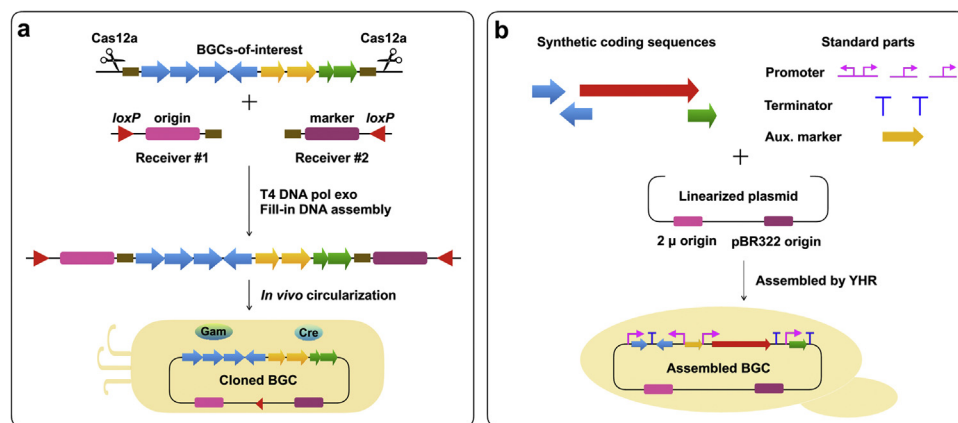 a
Cas12a
Cas12a
BGCs-of-interest
+
loxP origin
marker loxP
Receiver #1
Receiver #2
T4 DNA pol exo
Fill-in DNA assembly
In vivo circularization
Gam
Cre
Cloned BGC
b
Synthetic coding sequences
Standard parts
Promoter
Terminator
Aux. marker
+
Linearized plasmid
2 μ origin
pBR322 origin
Assembled by YHR
Assembled BGC